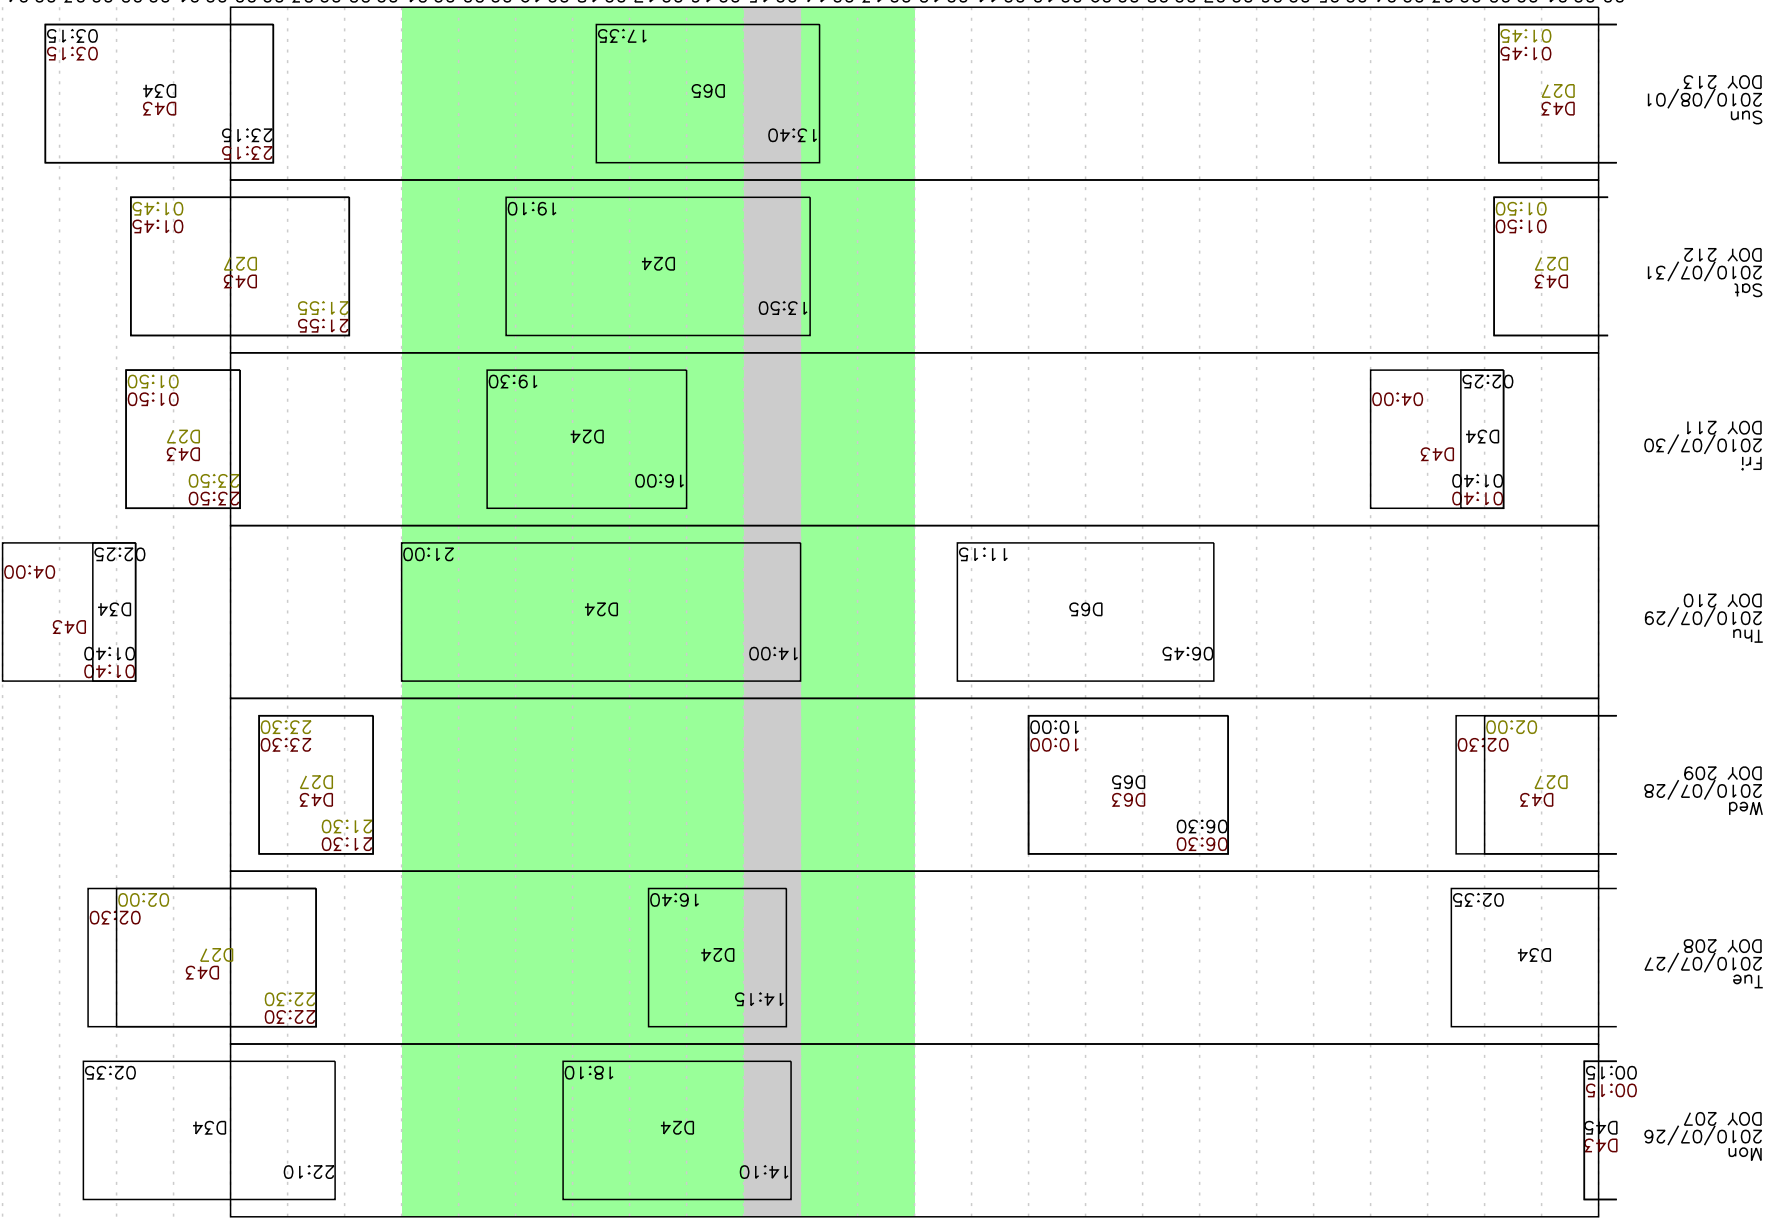 Mon
2010/07/26
DOY 207
D43
D45
00:15
00:15
14:10
D24
18:10
22:10
D34
02:35
Tue
2010/07/27
DOY 208
D34
02:35
14:15
D24
16:40
22:30
22:30
D43
D27
02:30
02:00
Wed
2010/07/28
DOY 209
D43
D27
02:30
02:00
06:30
06:30
D63
D65
10:00
10:00
21:30
21:30
D43
D27
23:30
23:30
Thu
2010/07/29
DOY 210
06:45
D65
11:15
14:00
D24
21:00
01:40
01:40
D43
D34
04:00
02:25
Fri
2010/07/30
DOY 211
01:40
01:40
D43
D34
04:00
02:25
16:00
D24
19:30
23:50
23:50
D43
D27
01:50
01:50
Sat
2010/07/31
DOY 212
D43
D27
01:50
01:50
13:50
D24
19:10
21:55
21:55
D43
D27
01:45
01:45
Sun
2010/08/01
DOY 213
D43
D27
01:45
01:45
13:40
D65
17:35
23:15
23:15
D43
D34
03:15
03:15